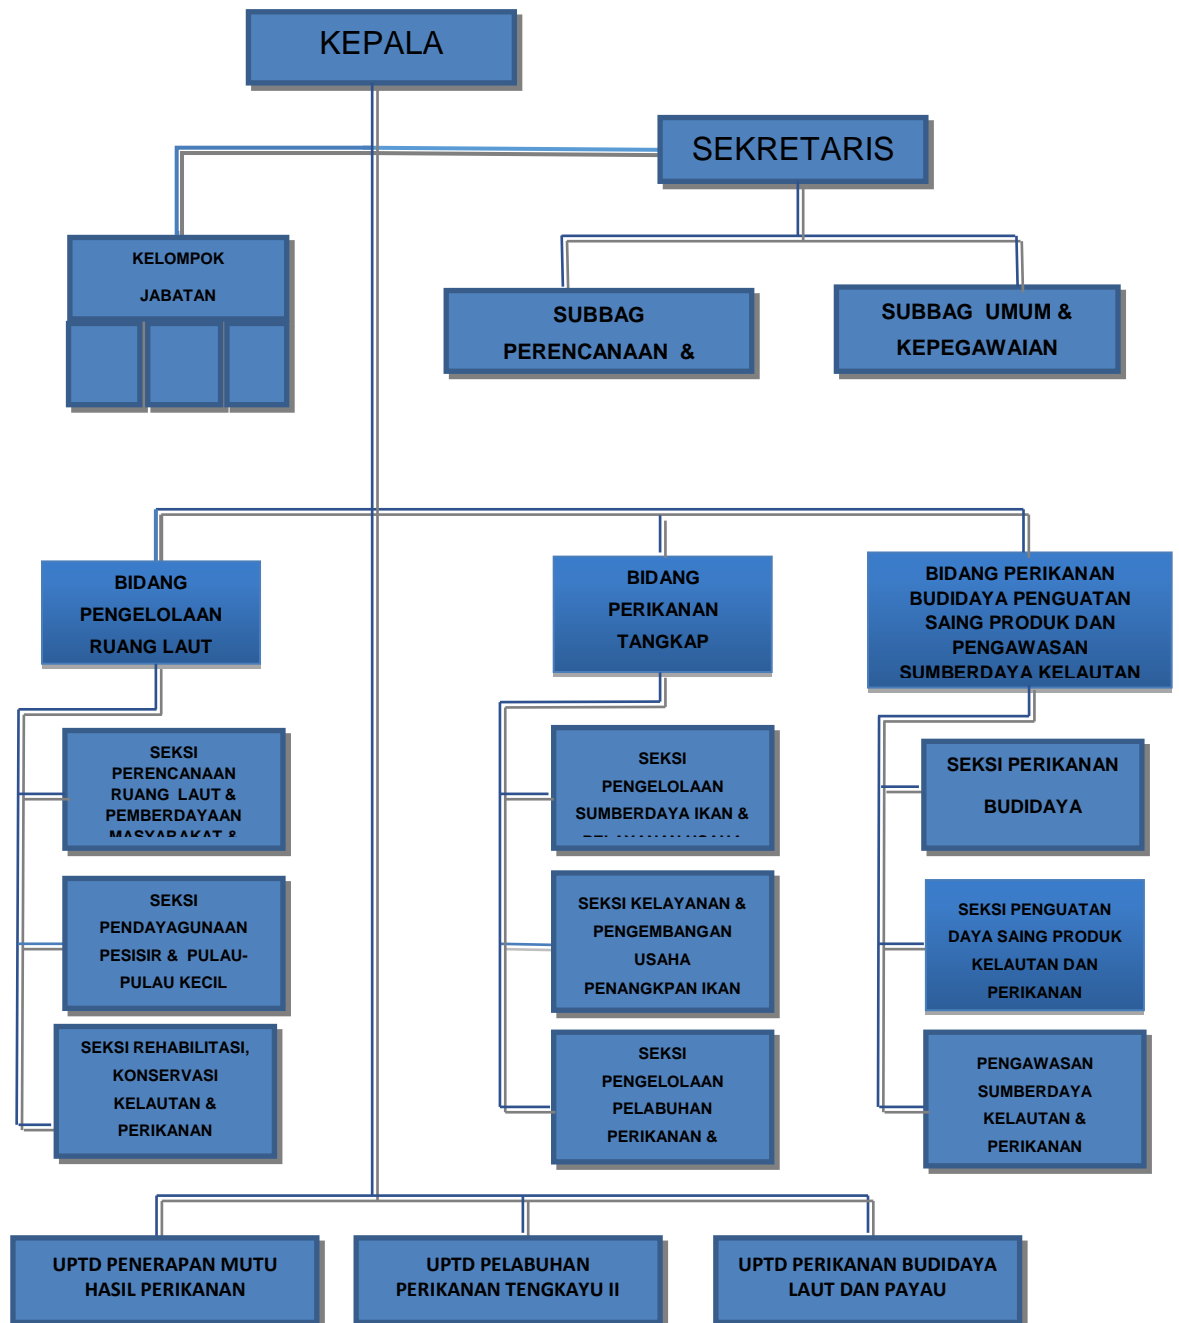 KEPALA
SEKRETARIS
KELOMPOK
JABATAN
SUBBAG
PERENCANAAN &
SUBBAG UMUM &
KEPEGAWAIAN
BIDANG
PENGELOLAAN
RUANG LAUT
BIDANG
PERIKANAN
TANGKAP
BIDANG PERIKANAN
BUDIDAYA PENGUATAN
SAING PRODUK DAN
PENGAWASAN
SUMBERDAYA KELAUTAN
SEKSI
PERENCANAAN
RUANG LAUT &
PEMBERDAYAAN
MASYARAKAT &
SEKSI
PENDAYAGUNAAN
PESISIR & PULAU-
PULAU KECIL
SEKSI REHABILITASI,
KONSERVASI
KELAUTAN &
PERIKANAN
SEKSI
PENGELOLAAN
SUMBERDAYA IKAN &
PELAYANAN USAHA
SEKSI KELAYANAN &
PENGEMBANGAN
USAHA
PENANGKPAN IKAN
SEKSI
PENGELOLAAN
PELABUHAN
PERIKANAN &
SEKSI PERIKANAN
BUDIDAYA
SEKSI PENGUATAN
DAYA SAING PRODUK
KELAUTAN DAN
PERIKANAN
PENGAWASAN
SUMBERDAYA
KELAUTAN &
PERIKANAN
UPTD PENERAPAN MUTU
HASIL PERIKANAN
UPTD PELABUHAN
PERIKANAN TENGKAYU II
UPTD PERIKANAN BUDIDAYA
LAUT DAN PAYAU